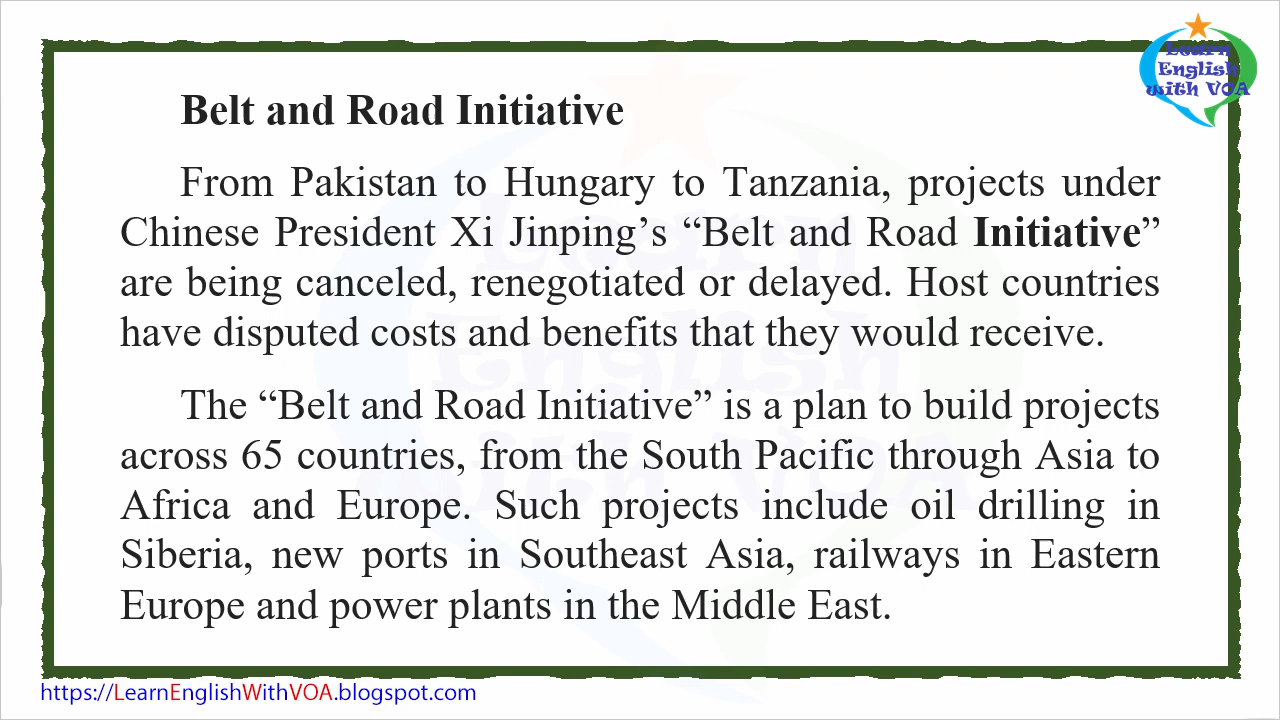 Learn
English
with VOA
Belt and Road Initiative
From Pakistan to Hungary to Tanzania, projects under
Chinese President Xi Jinping’s “Belt and Road Initiative”
are being canceled, renegotiated or delayed. Host countries
have disputed costs and benefits that they would receive.
The “Belt and Road Initiative” is a plan to build projects
across 65 countries, from the South Pacific through Asia to
Africa and Europe. Such projects include oil drilling in
Siberia, new ports in Southeast Asia, railways in Eastern
Europe and power plants in the Middle East.
Learn
English
with VOA
https://LearnEnglishWithVOA.blogspot.com